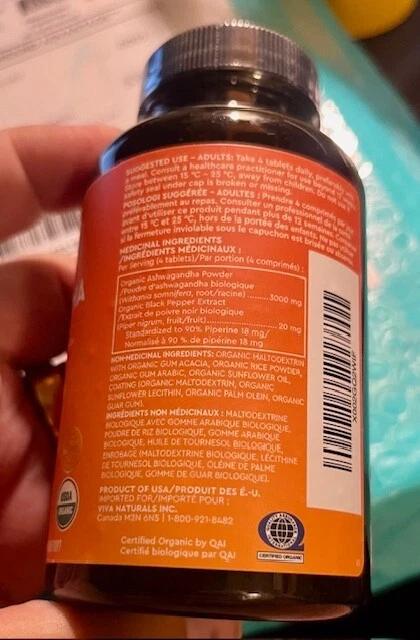 SUGGESTED USE – ADULTS: Take 4 tablets daily, preferably with
a meal. Consult a healthcare practitioner for use beyond
Store between 15 °C – 25 °C, away from children. Do not use if
safety seal under cap is broken or missing.
POSOLOGIE SUGGÉRÉE – ADULTES : Prendre 4 comprimés par
préférablement au repas. Consulter un professionnel de la
avant d'utiliser ce produit pendant plus de 12
entre 15 °C et 25 °C, hors de la portée des enfants. Ne pas
si la fermeture inviolable sous le capuchon est brisée ou
MEDICINAL INGREDIENTS
/INGRÉDIENTS MÉDICINAUX :
Per Serving (4 tablets)/Par portion (4 comprimés) :
Organic Ashwagandha Powder
/Poudre d'ashwagandha biologique
(Withania somnifera, root/racine) .......... 3000 mg
Organic Black Pepper Extract
/Extrait de poivre noir biologique
(Piper nigrum, fruit/fruit) .................... 20 mg
Standardized to 90% Piperine 18 mg/
Normalisé à 90 % de pipérine 18 mg
NON-MEDICINAL INGREDIENTS: ORGANIC MALTODEXTRIN
WITH ORGANIC GUM ACACIA, ORGANIC RICE POWDER,
ORGANIC GUM ARABIC, ORGANIC SUNFLOWER OIL,
COATING (ORGANIC MALTODEXTRIN, ORGANIC
SUNFLOWER LECITHIN, ORGANIC PALM OLEIN, ORGANIC
GUAR GUM).
INGRÉDIENTS NON MÉDICINAUX : MALTODEXTRINE
BIOLOGIQUE AVEC GOMME ARABIQUE BIOLOGIQUE,
POUDRE DE RIZ BIOLOGIQUE, GOMME ARABIQUE
BIOLOGIQUE, HUILE DE TOURNESOL BIOLOGIQUE,
ENROBAGE (MALTODEXTRINE BIOLOGIQUE, LÉCITHINE
DE TOURNESOL BIOLOGIQUE, OLÉINE DE PALME
BIOLOGIQUE, GOMME DE GUAR BIOLOGIQUE).
PRODUCT OF USA/PRODUIT DES É.-U.
IMPORTED FOR/IMPORTÉ POUR :
VIVA NATURALS INC.
Canada M2N 6N5 | 1-800-921-8482
USDA
ORGANIC
Certified Organic by QAI
Certifié biologique par QAI
CERTIFIED ORGANIC